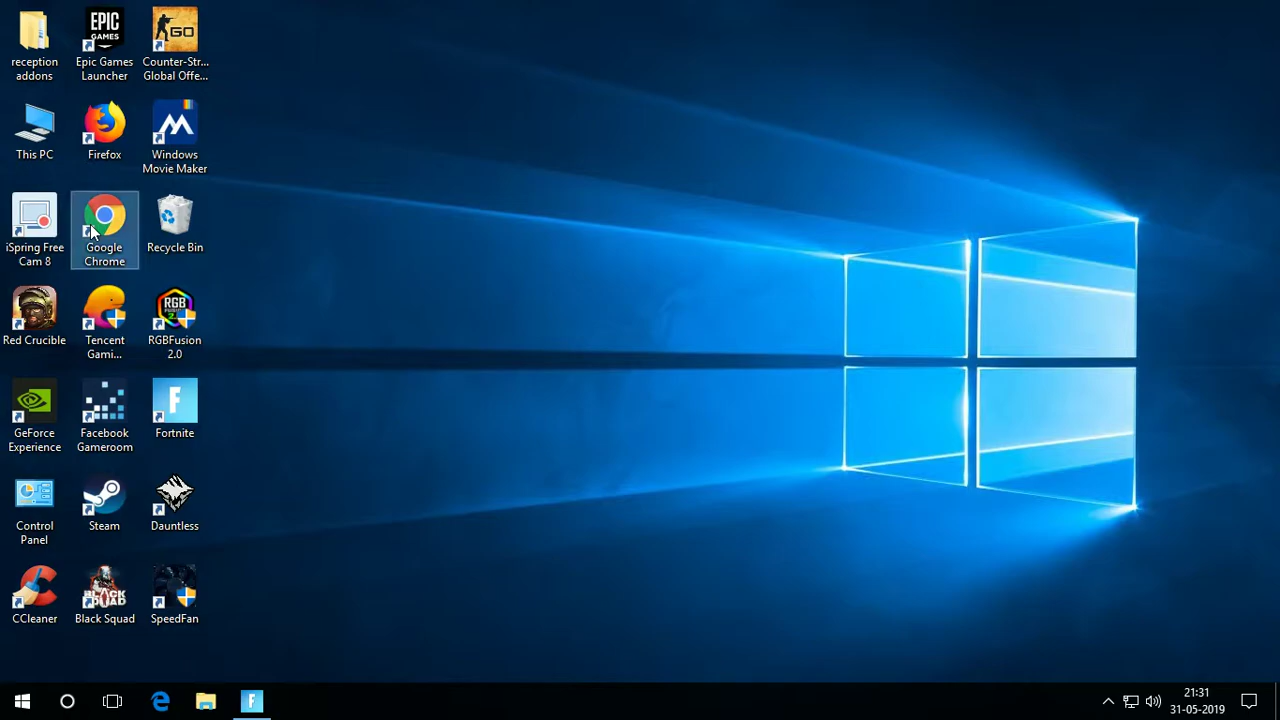 EPIC
GAMES
GO
reception
addons
Epic Games
Launcher
Counter-Str...
Global Offe...
This PC
Firefox
Windows
Movie Maker
iSpring Free
Cam 8
Google
Chrome
Recycle Bin
RGB
Red Crucible
Tencent
Gami...
RGBFusion
2.0
F
GeForce
Experience
Facebook
Gameroom
Fortnite
Control
Panel
Steam
Dauntless
BLACK
SQUAD
CCleaner
Black Squad
SpeedFan
F
21:31
31-05-2019